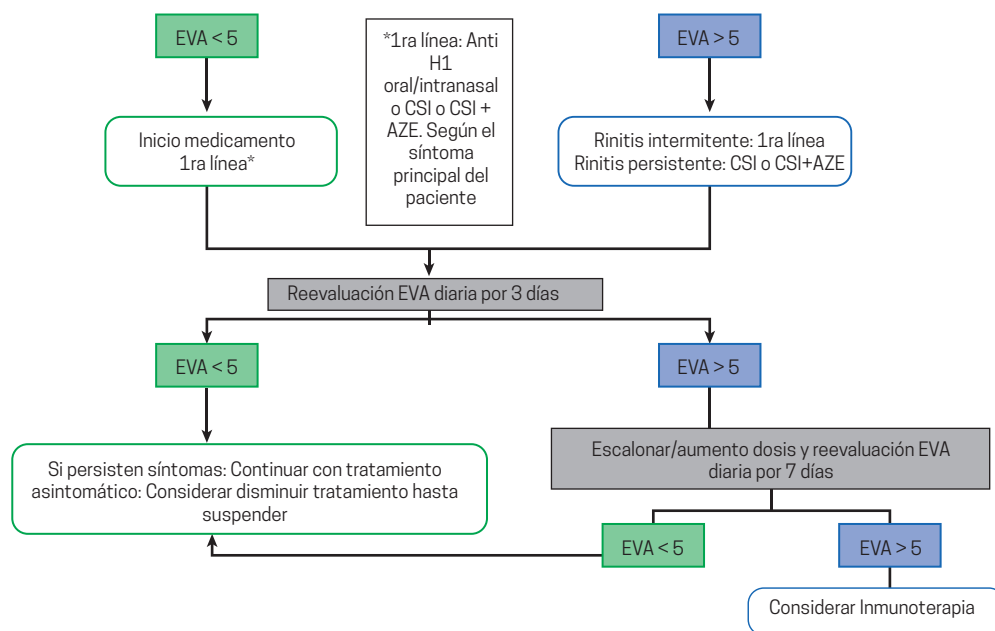 EVA < 5
*1ra línea: Anti
H1
oral/intranasal
o CSI o CSI +
AZE. Según el
síntoma
principal del
paciente
EVA > 5
Inicio medicamento
1ra línea*
Rinitis intermitente: 1ra línea
Rinitis persistente: CSI o CSI+AZE
Reevaluación EVA diaria por 3 días
EVA < 5
EVA > 5
Si persisten síntomas: Continuar con tratamiento
asintomático: Considerar disminuir tratamiento hasta
suspender
Escalonar/aumento dosis y reevaluación EVA
diaria por 7 días
EVA < 5
EVA > 5
Considerar Inmunoterapia